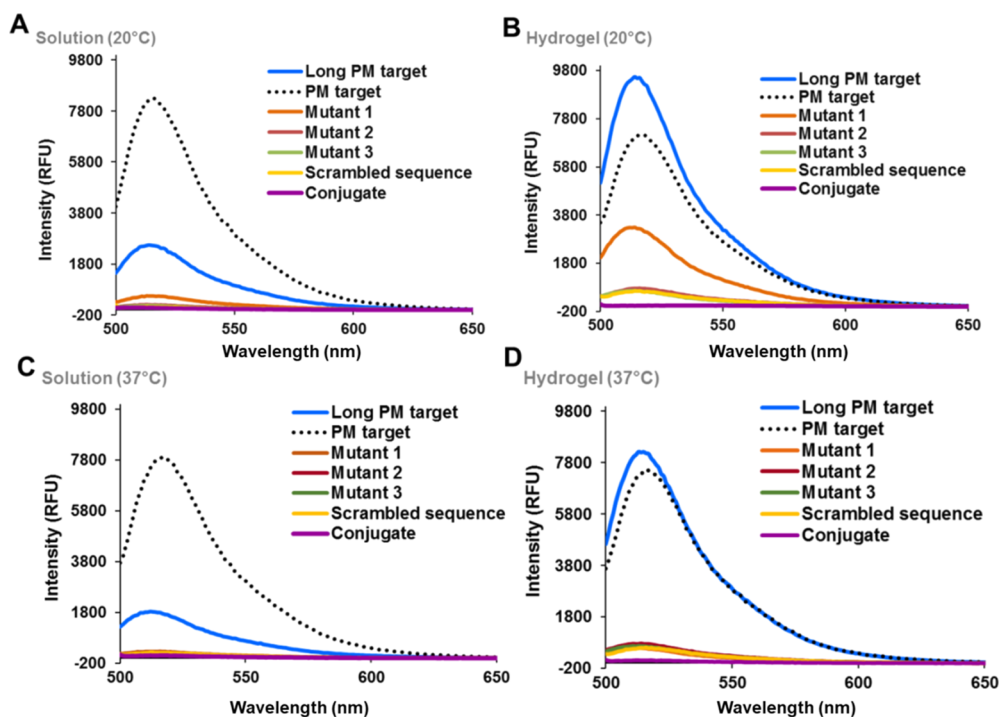 A
Solution (20°C)
9800
7800
5800
3800
1800
-200
Intensity (RFU)
Long PM target
PM target
Mutant 1
Mutant 2
Mutant 3
Scrambled sequence
Conjugate
500
550
600
650
Wavelength (nm)
B
Hydrogel (20°C)
9800
7800
5800
3800
1800
-200
Intensity (RFU)
Long PM target
PM target
Mutant 1
Mutant 2
Mutant 3
Scrambled sequence
Conjugate
500
550
600
650
Wavelength (nm)
C
Solution (37°C)
9800
7800
5800
3800
1800
-200
Intensity (RFU)
Long PM target
PM target
Mutant 1
Mutant 2
Mutant 3
Scrambled sequence
Conjugate
500
550
600
650
Wavelength (nm)
D
Hydrogel (37°C)
9800
7800
5800
3800
1800
-200
Intensity (RFU)
Long PM target
PM target
Mutant 1
Mutant 2
Mutant 3
Scrambled sequence
Conjugate
500
550
600
650
Wavelength (nm)